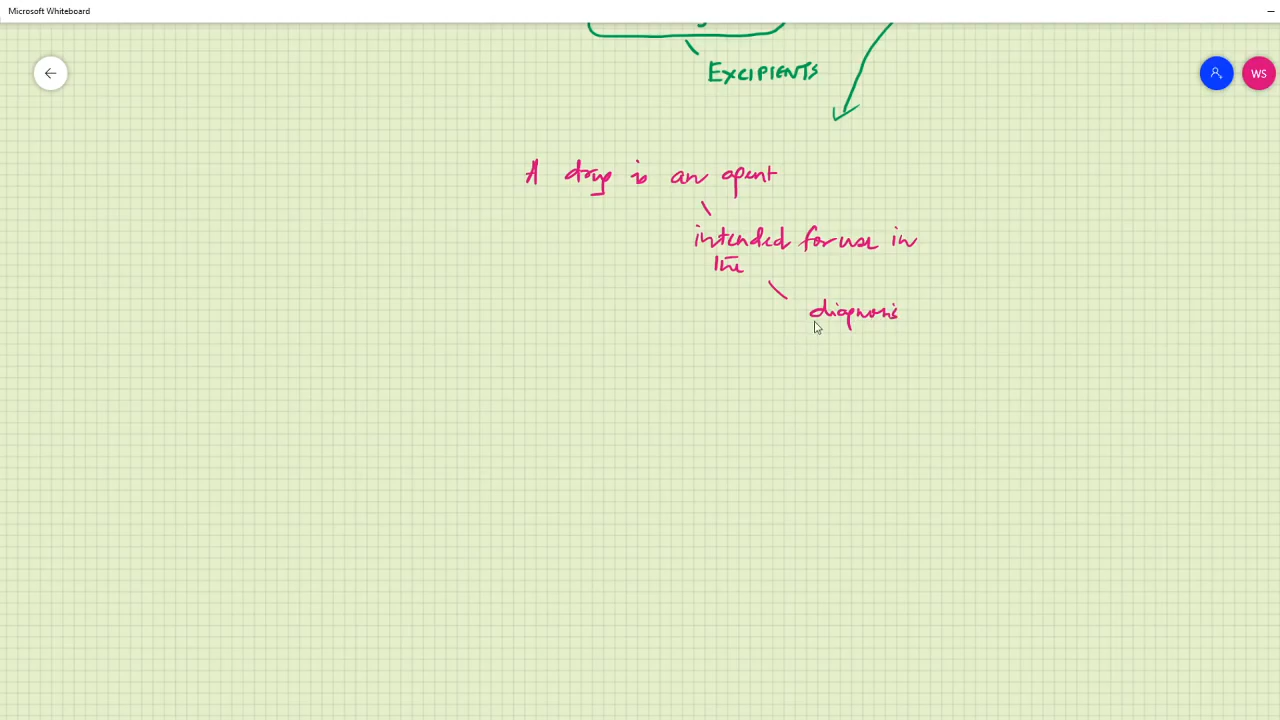 Microsoft Whiteboard
EXCIPIENTS
WS
A drug is an agent
intended for use in
the
diagnosis